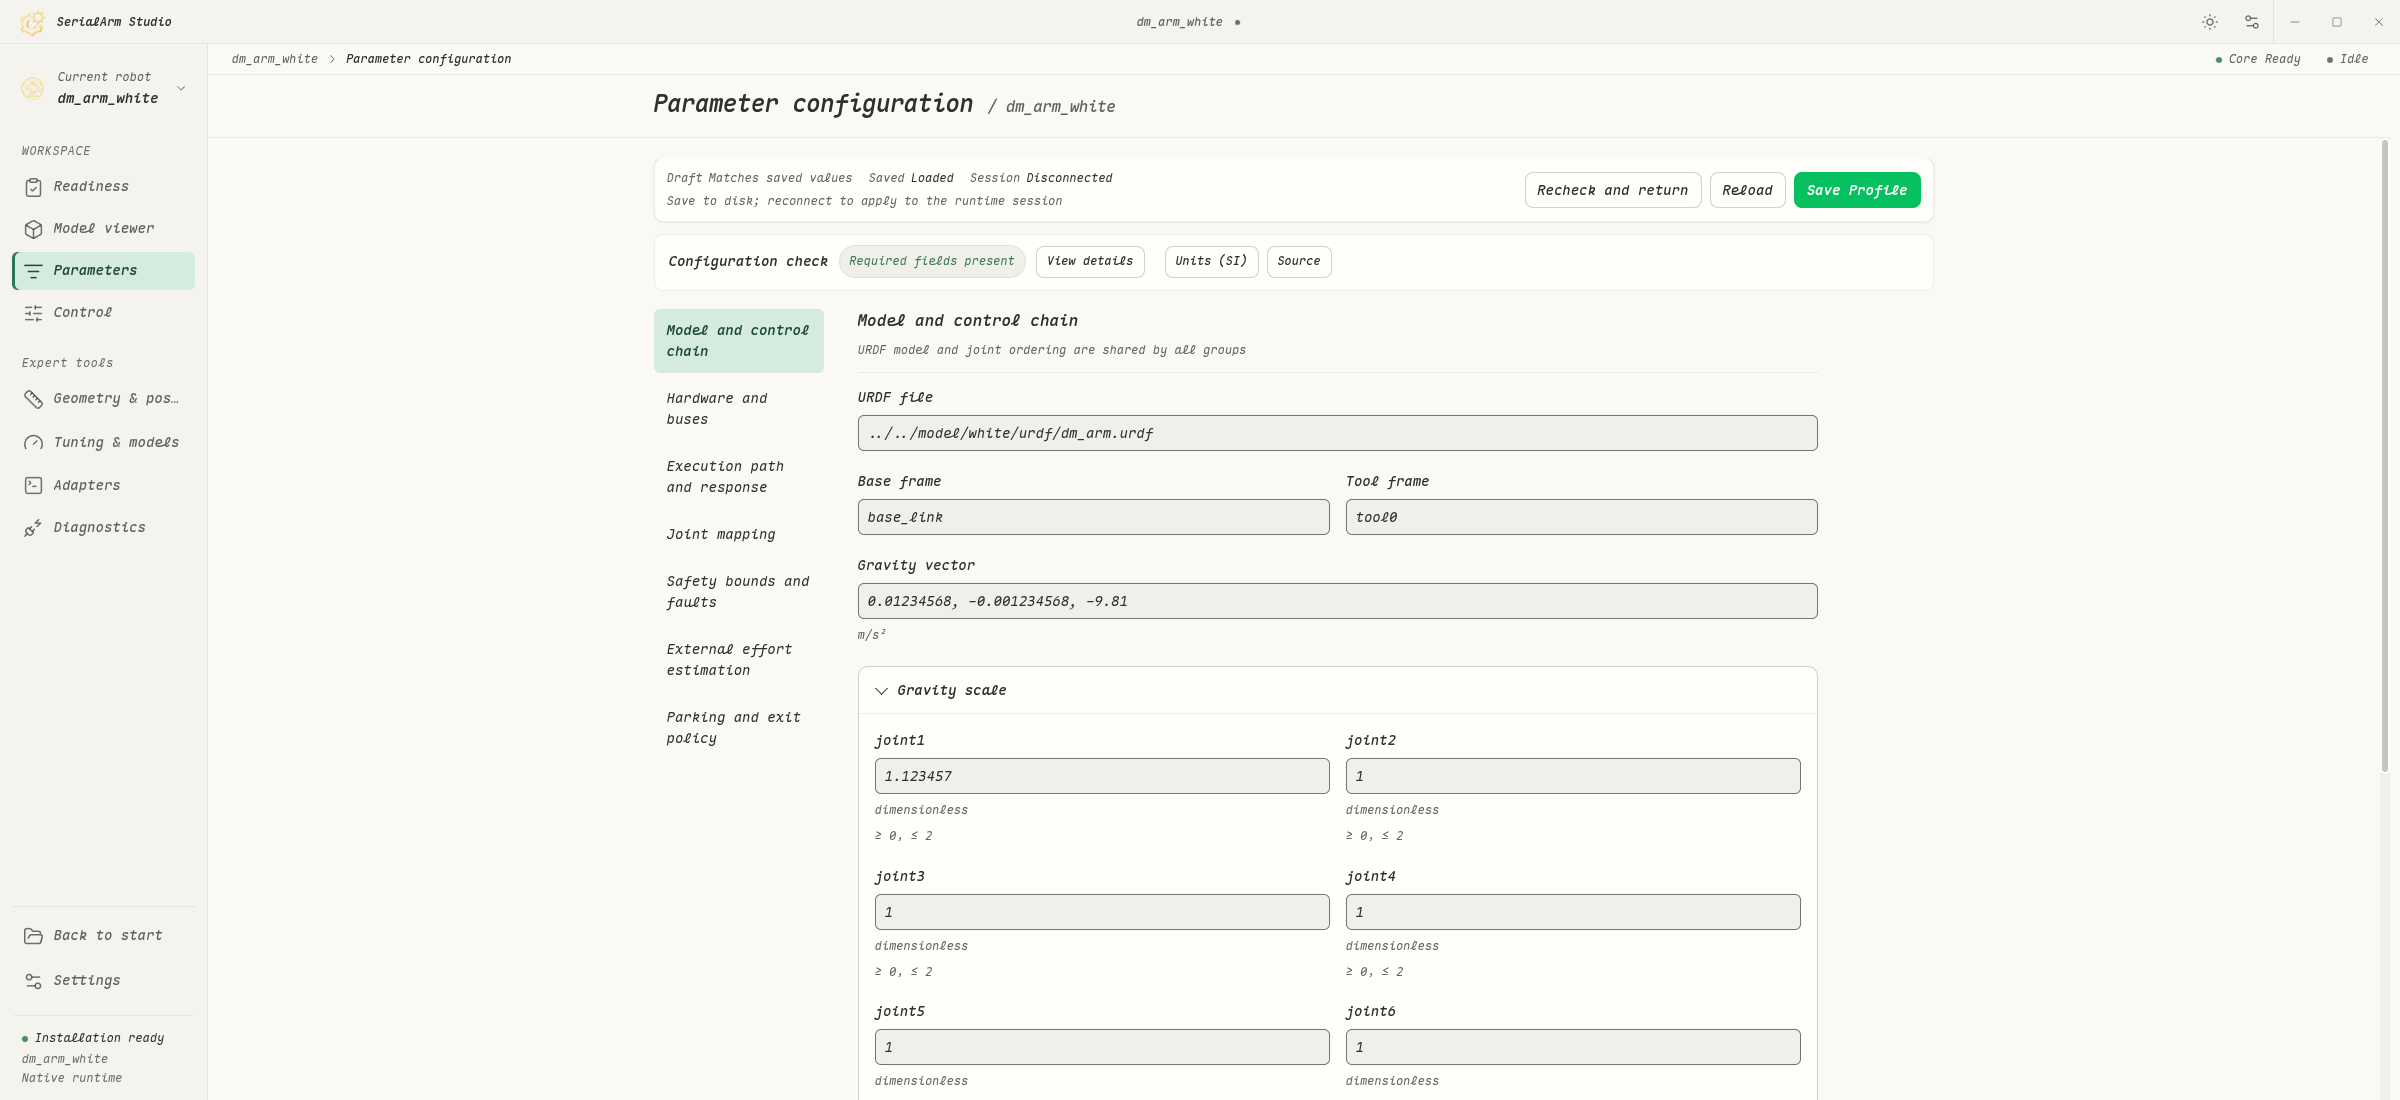 SerialArm Studio
dm_arm_white
dm_arm_white > Parameter configuration
Core Ready
Idle
Current robot
dm_arm_white
WORKSPACE
Readiness
Model viewer
Parameters
Control
Expert tools
Geometry & pos…
Tuning & models
Adapters
Diagnostics
Back to start
Settings
Installation ready
dm_arm_white
Native runtime
Parameter configuration / dm_arm_white
Draft Matches saved values Saved Loaded Session Disconnected
Save to disk; reconnect to apply to the runtime session
Recheck and return
Reload
Save Profile
Configuration check
Required fields present
View details
Units (SI)
Source
Model and control
chain
Hardware and
buses
Execution path
and response
Joint mapping
Safety bounds and
faults
External effort
estimation
Parking and exit
policy
Model and control chain
URDF model and joint ordering are shared by all groups
URDF file
../../model/white/urdf/dm_arm.urdf
Base frame
base_link
Tool frame
tool0
Gravity vector
0.01234568, -0.001234568, -9.81
m/s²
Gravity scale
joint1
1.123457
dimensionless
≥ 0, ≤ 2
joint2
1
dimensionless
≥ 0, ≤ 2
joint3
1
dimensionless
≥ 0, ≤ 2
joint4
1
dimensionless
≥ 0, ≤ 2
joint5
1
dimensionless
joint6
1
dimensionless